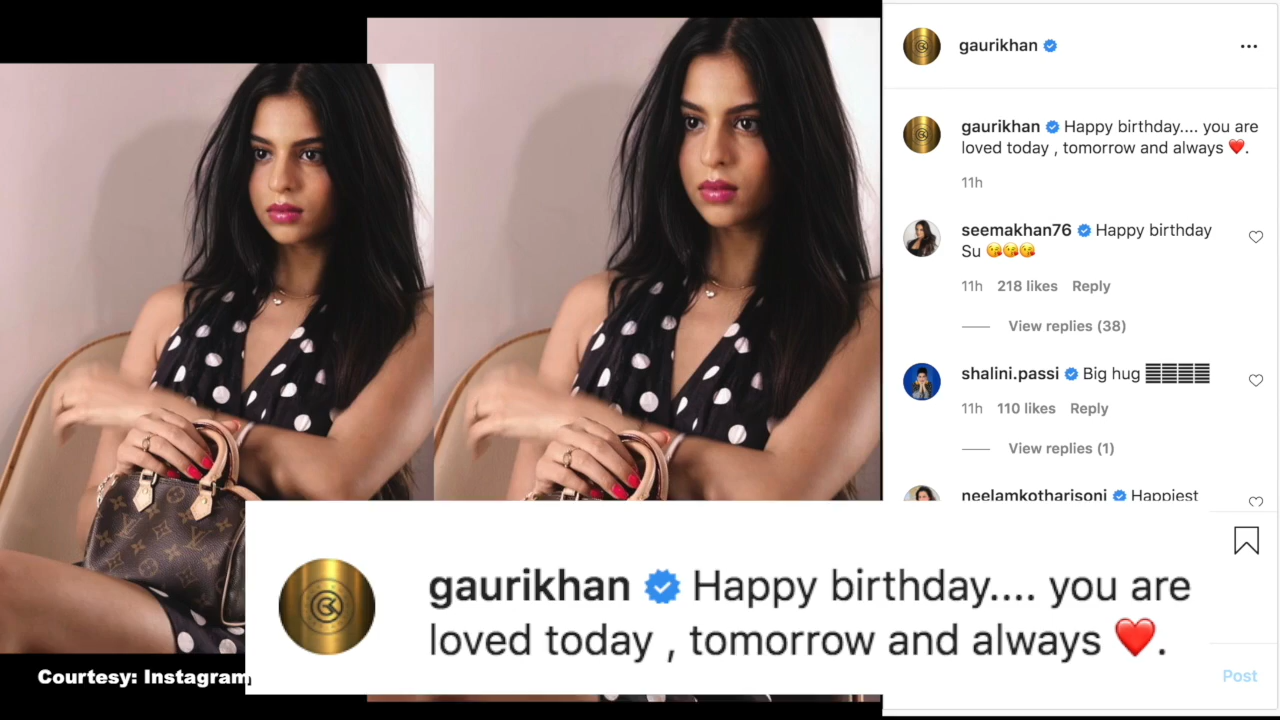 gaurikhan
gaurikhan Happy birthday.... you are
loved today , tomorrow and always ❤️.
11h
seemakhan76 Happy birthday
Su 😘😘😘
11h 218 likes Reply
View replies (38)
shalini.passi Big hug
11h 110 likes Reply
View replies (1)
neelamkotharisoni Happiest
gaurikhan Happy birthday.... you are
loved today , tomorrow and always ❤️.
Courtesy: Instagram
Post